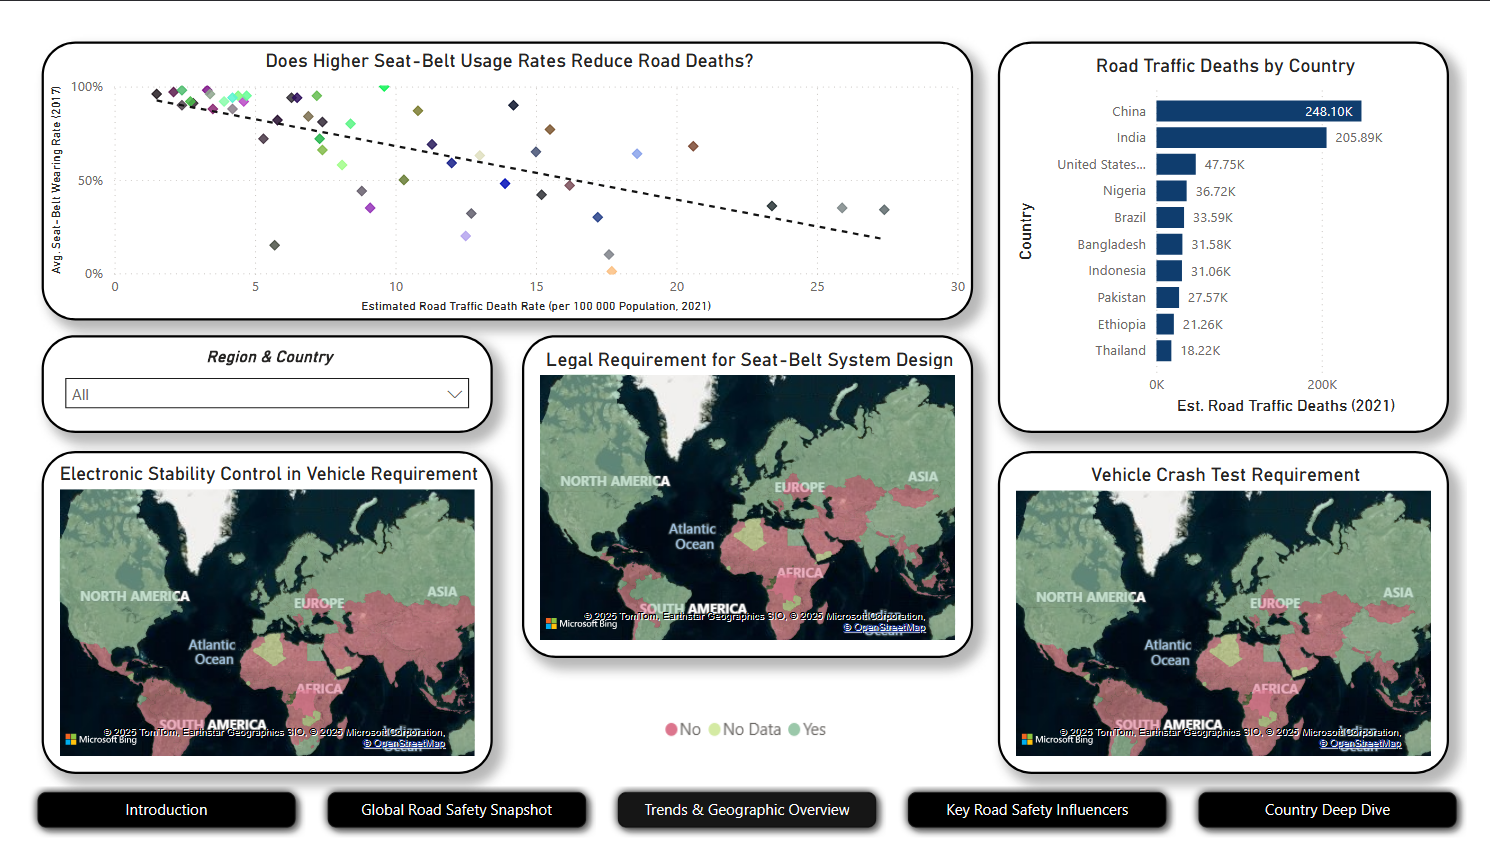 Does Higher Seat-Belt Usage Rates Reduce Road Deaths?
Avg. Seat-Belt Wearing Rate (2017)
100%
50%
0%
0 5 10 15 20 25 30
Estimated Road Traffic Death Rate (per 100 000 Population, 2021)
Road Traffic Deaths by Country
Country
China 248.10K
India 205.89K
United States... 47.75K
Nigeria 36.72K
Brazil 33.59K
Bangladesh 31.58K
Indonesia 31.06K
Pakistan 27.57K
Ethiopia 21.26K
Thailand 18.22K
0K 200K
Est. Road Traffic Deaths (2021)
Region & Country
All
Legal Requirement for Seat-Belt System Design
NORTH AMERICA
EUROPE
ASIA
Atlantic
Ocean
AFRICA
SOUTH AMERICA
© 2025 TomTom, Earthstar Geographics SIO, © 2025 Microsoft Corporation,
Indian
Ocean
© OpenStreetMap
Microsoft Bing
Electronic Stability Control in Vehicle Requirement
NORTH AMERICA
EUROPE
ASIA
Atlantic
Ocean
AFRICA
SOUTH AMERICA
© 2025 TomTom, Earthstar Geographics SIO, © 2025 Microsoft Corporation,
Indian
Ocean
© OpenStreetMap
Microsoft Bing
Vehicle Crash Test Requirement
NORTH AMERICA
EUROPE
ASIA
Atlantic
Ocean
AFRICA
SOUTH AMERICA
© 2025 TomTom, Earthstar Geographics SIO, © 2025 Microsoft Corporation,
Indian
Ocean
© OpenStreetMap
Microsoft Bing
No No Data Yes
Introduction
Global Road Safety Snapshot
Trends & Geographic Overview
Key Road Safety Influencers
Country Deep Dive